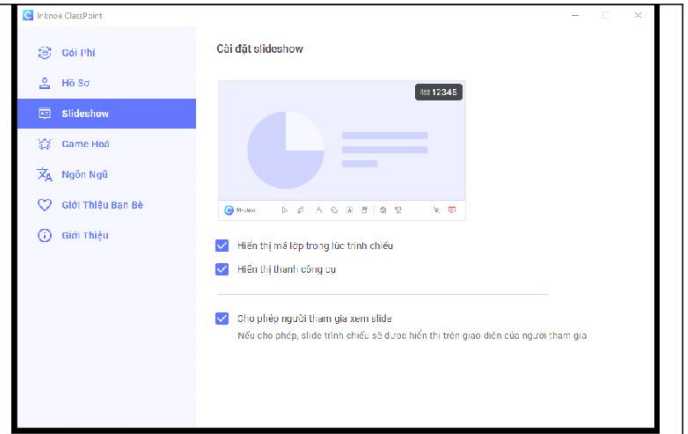 Inknoe ClassPoint
Gói Phí
Hồ Sơ
Slideshow
Game Hoá
Ngôn Ngữ
Giới Thiệu Bạn Bè
Giới Thiệu
Cài đặt slideshow
12345
Hiển thị mã lớp trong lúc trình chiếu
Hiển thị thanh công cụ
Cho phép người tham gia xem slide
Nếu cho phép, slide trình chiếu sẽ được hiển thị trên giao diện của người tham gia